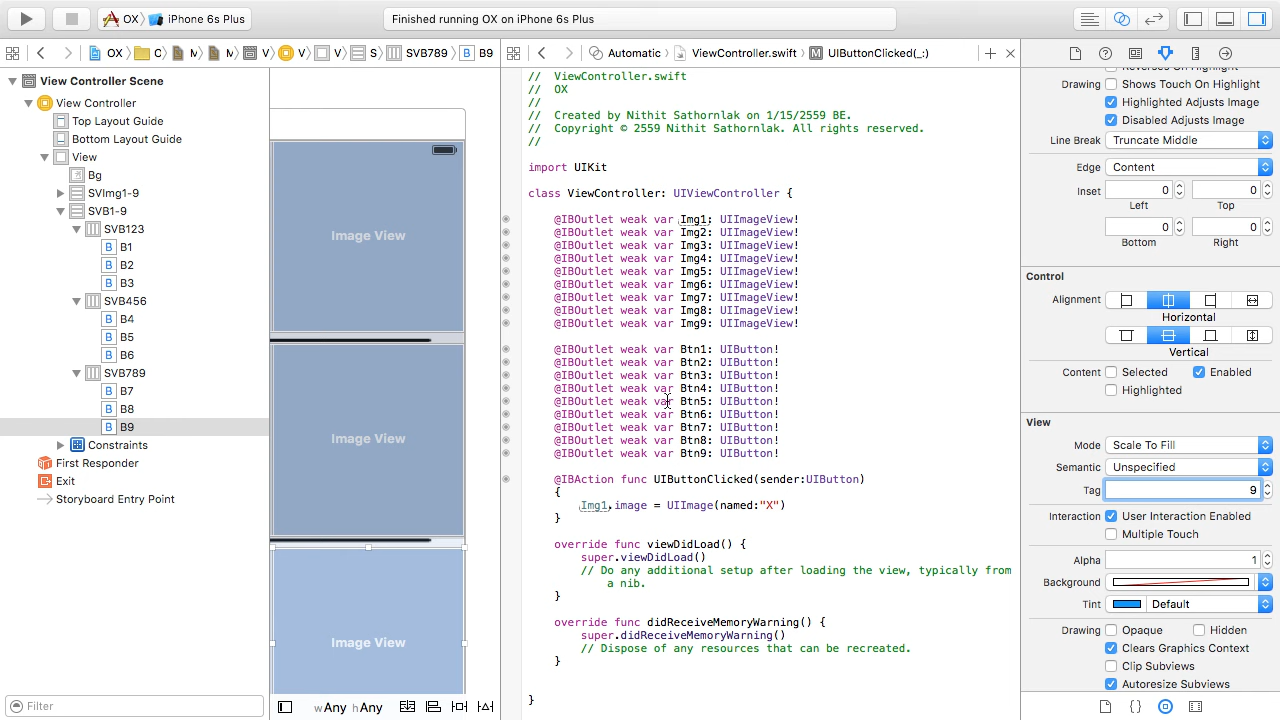 OX iPhone 6s Plus
Finished running OX on iPhone 6s Plus
OX C M M V V V S SVB789 B B9
Automatic ViewController.swift M UIButtonClicked(_:)
View Controller Scene
View Controller
Top Layout Guide
Bottom Layout Guide
View
Bg
SVImg1-9
SVB1-9
SVB123
B B1
B B2
B B3
SVB456
B B4
B B5
B B6
SVB789
B B7
B B8
B B9
Constraints
First Responder
Exit
Storyboard Entry Point
Filter
Image View
Image View
Image View
wAny hAny
// ViewController.swift
// OX
//
// Created by Nithit Sathornlak on 1/15/2559 BE.
// Copyright © 2559 Nithit Sathornlak. All rights reserved.
//
import UIKit
class ViewController: UIViewController {
@IBOutlet weak var Img1: UIImageView!
@IBOutlet weak var Img2: UIImageView!
@IBOutlet weak var Img3: UIImageView!
@IBOutlet weak var Img4: UIImageView!
@IBOutlet weak var Img5: UIImageView!
@IBOutlet weak var Img6: UIImageView!
@IBOutlet weak var Img7: UIImageView!
@IBOutlet weak var Img8: UIImageView!
@IBOutlet weak var Img9: UIImageView!
@IBOutlet weak var Btn1: UIButton!
@IBOutlet weak var Btn2: UIButton!
@IBOutlet weak var Btn3: UIButton!
@IBOutlet weak var Btn4: UIButton!
@IBOutlet weak var Btn5: UIButton!
@IBOutlet weak var Btn6: UIButton!
@IBOutlet weak var Btn7: UIButton!
@IBOutlet weak var Btn8: UIButton!
@IBOutlet weak var Btn9: UIButton!
@IBAction func UIButtonClicked(sender:UIButton)
{
Img1.image = UIImage(named:"X")
}
override func viewDidLoad() {
super.viewDidLoad()
// Do any additional setup after loading the view, typically from
a nib.
}
override func didReceiveMemoryWarning() {
super.didReceiveMemoryWarning()
// Dispose of any resources that can be recreated.
}
}
Drawing Shows Touch On Highlight
Highlighted Adjusts Image
Disabled Adjusts Image
Line Break Truncate Middle
Edge Content
Inset 0 0
Left Top
0 0
Bottom Right
Control
Alignment
Horizontal
Vertical
Content Selected Enabled
Highlighted
View
Mode Scale To Fill
Semantic Unspecified
Tag 9
Interaction User Interaction Enabled
Multiple Touch
Alpha 1
Background
Tint Default
Drawing Opaque Hidden
Clears Graphics Context
Clip Subviews
Autoresize Subviews